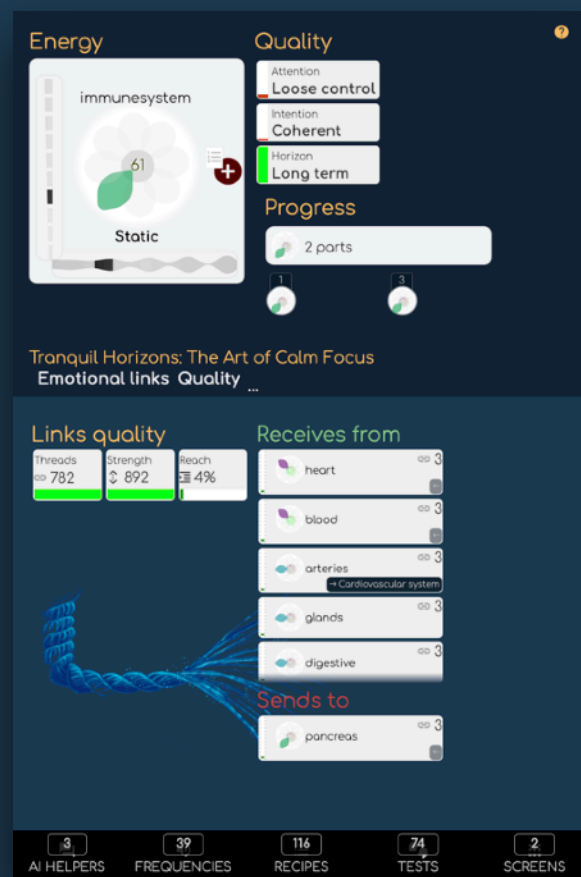 Energy
Quality
?
immunesystem
61
Static
Attention
Loose control
Intention
Coherent
Horizon
Long term
Progress
2 parts
1
3
Tranquil Horizons: The Art of Calm Focus
Emotional links Quality ...
Links quality
Receives from
Threads
782
Strength
892
Reach
4%
heart
3
blood
3
arteries
3
→ Cardiovascular system
glands
3
digestive
3
Sends to
pancreas
3
3
AI HELPERS
39
FREQUENCIES
116
RECIPES
74
TESTS
2
SCREENS